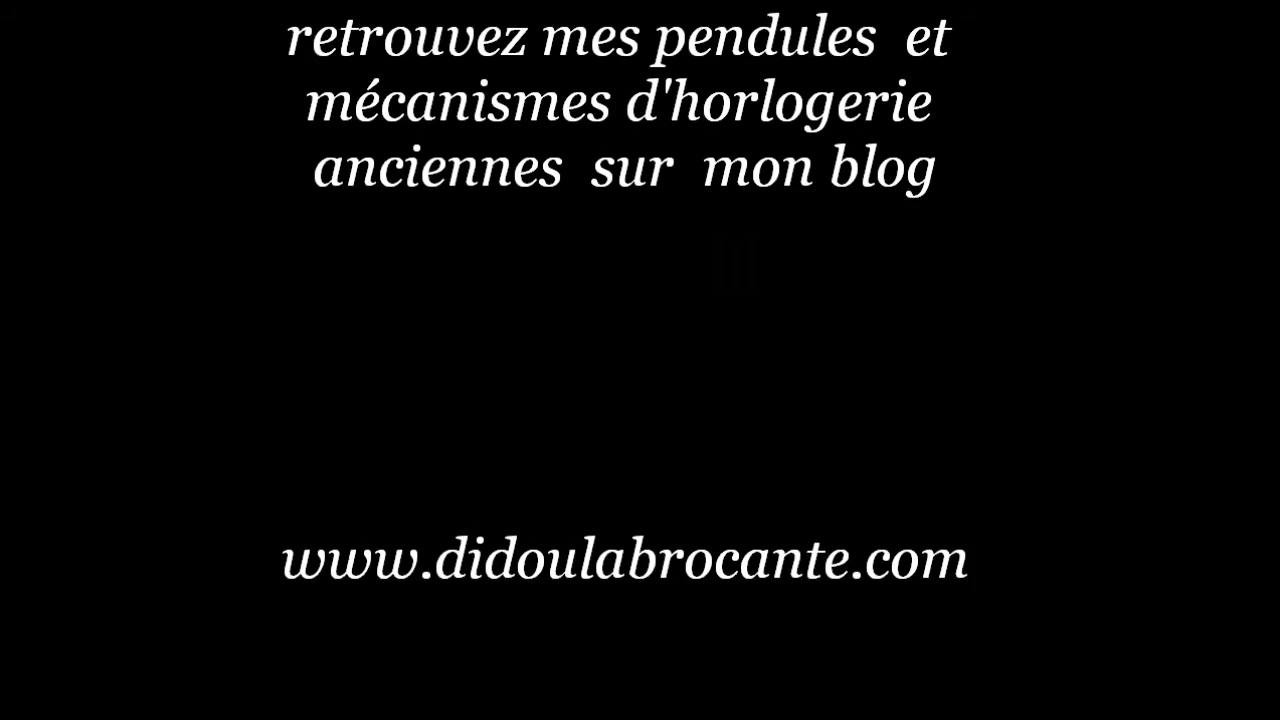 retrouvez mes pendules et
mécanismes d'horlogerie
anciennes sur mon blog
www.didoulabrocante.com